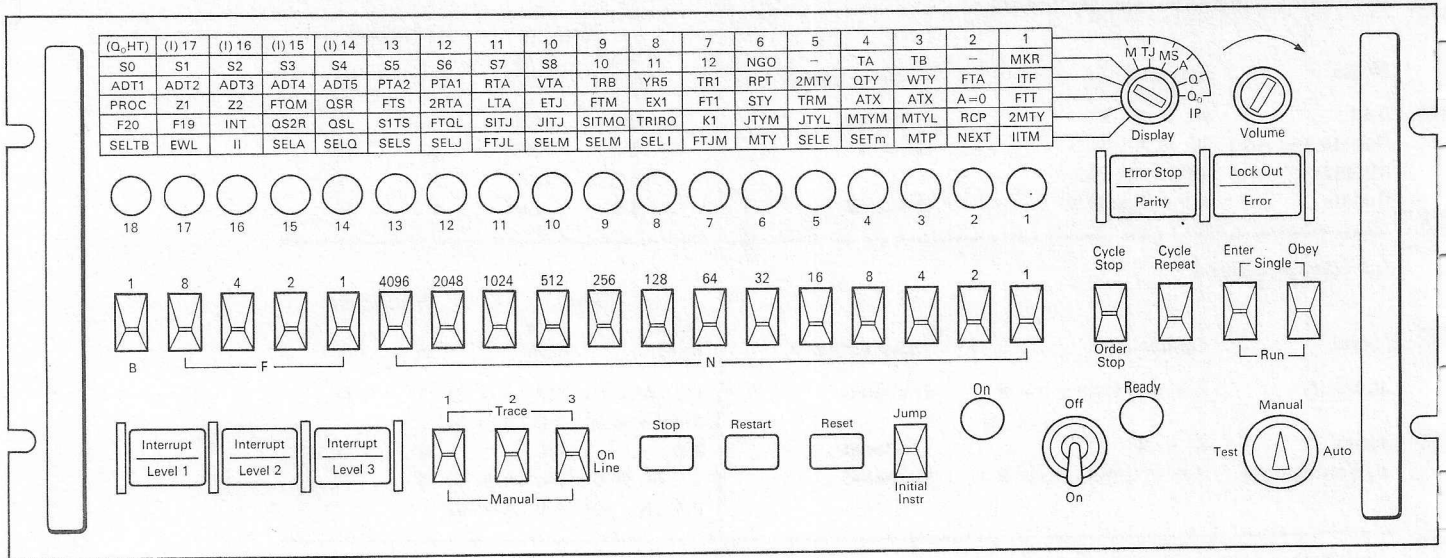 (Q₀HT) (I) 17 (I) 16 (I) 15 (I) 14 13 12 11 10 9 8 7 6 5 4 3 2 1
S0 S1 S2 S3 S4 S5 S6 S7 S8 9 10 11 12 NGO – TA TB – MKR
ADT1 ADT2 ADT3 ADT4 ADT5 PTA2 PTA1 RTA VTA TRB YR5 TR1 RPT 2MTY QTY WTY FTA ITF
PROC Z1 Z2 FTQM QSR FTS 2RTA LTA ETJ FTM EX1 FT1 STY TRM ATX ATX A=0 FTT
F20 F19 INT QS2R QSL S1TS FTQL SITJ JITJ SITMQ TRIRO K1 JTYM JTYL MTYM MTYL RCP 2MTY
SELTB EWL II SELA SELQ SELS SELJ FTJL SELM SELM SEL I FTJM MTY SELE SETm MTP NEXT IITM
M TJ MS A Q Q₀ IP
Display Volume
Error Stop Lock Out
Parity Error
18 17 16 15 14 13 12 11 10 9 8 7 6 5 4 3 2 1
Cycle Stop Cycle Repeat Enter Obey
Single
1 8 4 2 1 4096 2048 1024 512 256 128 64 32 16 8 4 2 1
B F N
Order Stop Run
1 2 3
Trace
Interrupt Interrupt Interrupt
Level 1 Level 2 Level 3
On Line
Manual
Stop Restart Reset
Jump
Initial Instr
On Off Ready
On
Manual
Test Auto